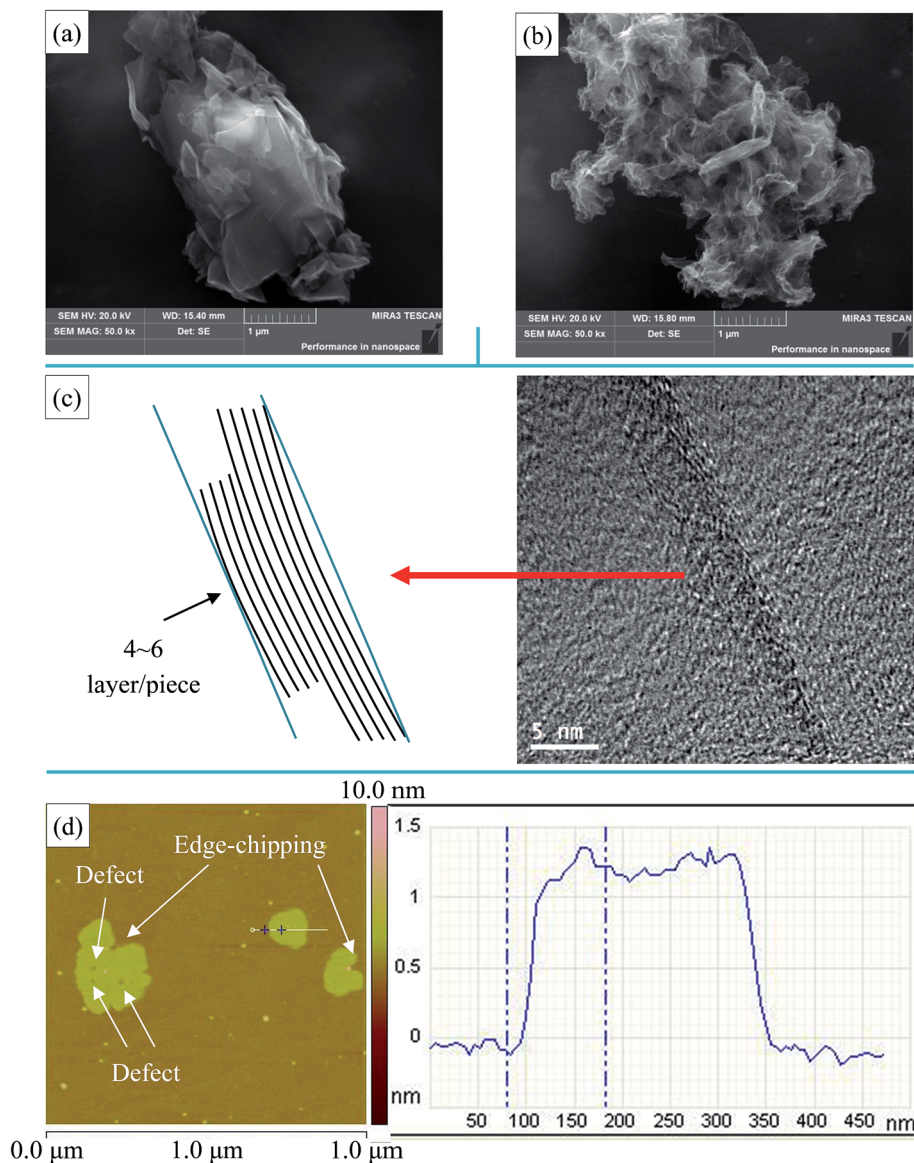 (a)
SEM HV: 20.0 kV WD: 15.40 mm MIRA3 TESCAN
SEM MAG: 50.0 kx Det: SE 1 µm
Performance in nanospace
(b)
SEM HV: 20.0 kV WD: 15.80 mm MIRA3 TESCAN
SEM MAG: 50.0 kx Det: SE 1 µm
Performance in nanospace
(c)
4~6
layer/piece
5 nm
(d)
10.0 nm
Edge-chipping
Defect
Defect
0.0 µm 1.0 µm 1.0 µm
1.5
1
0.5
0
nm
50 100 150 200 250 300 350 400 450 nm